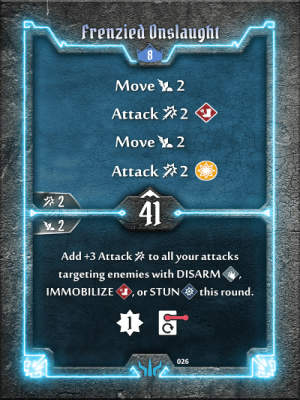 Frenzied Onslaught
8
Move 2
Attack 2
Move 2
Attack 2
2
41
2
Add +3 Attack to all your attacks
targeting enemies with DISARM ,
IMMOBILIZE , or STUN this round.
1
026